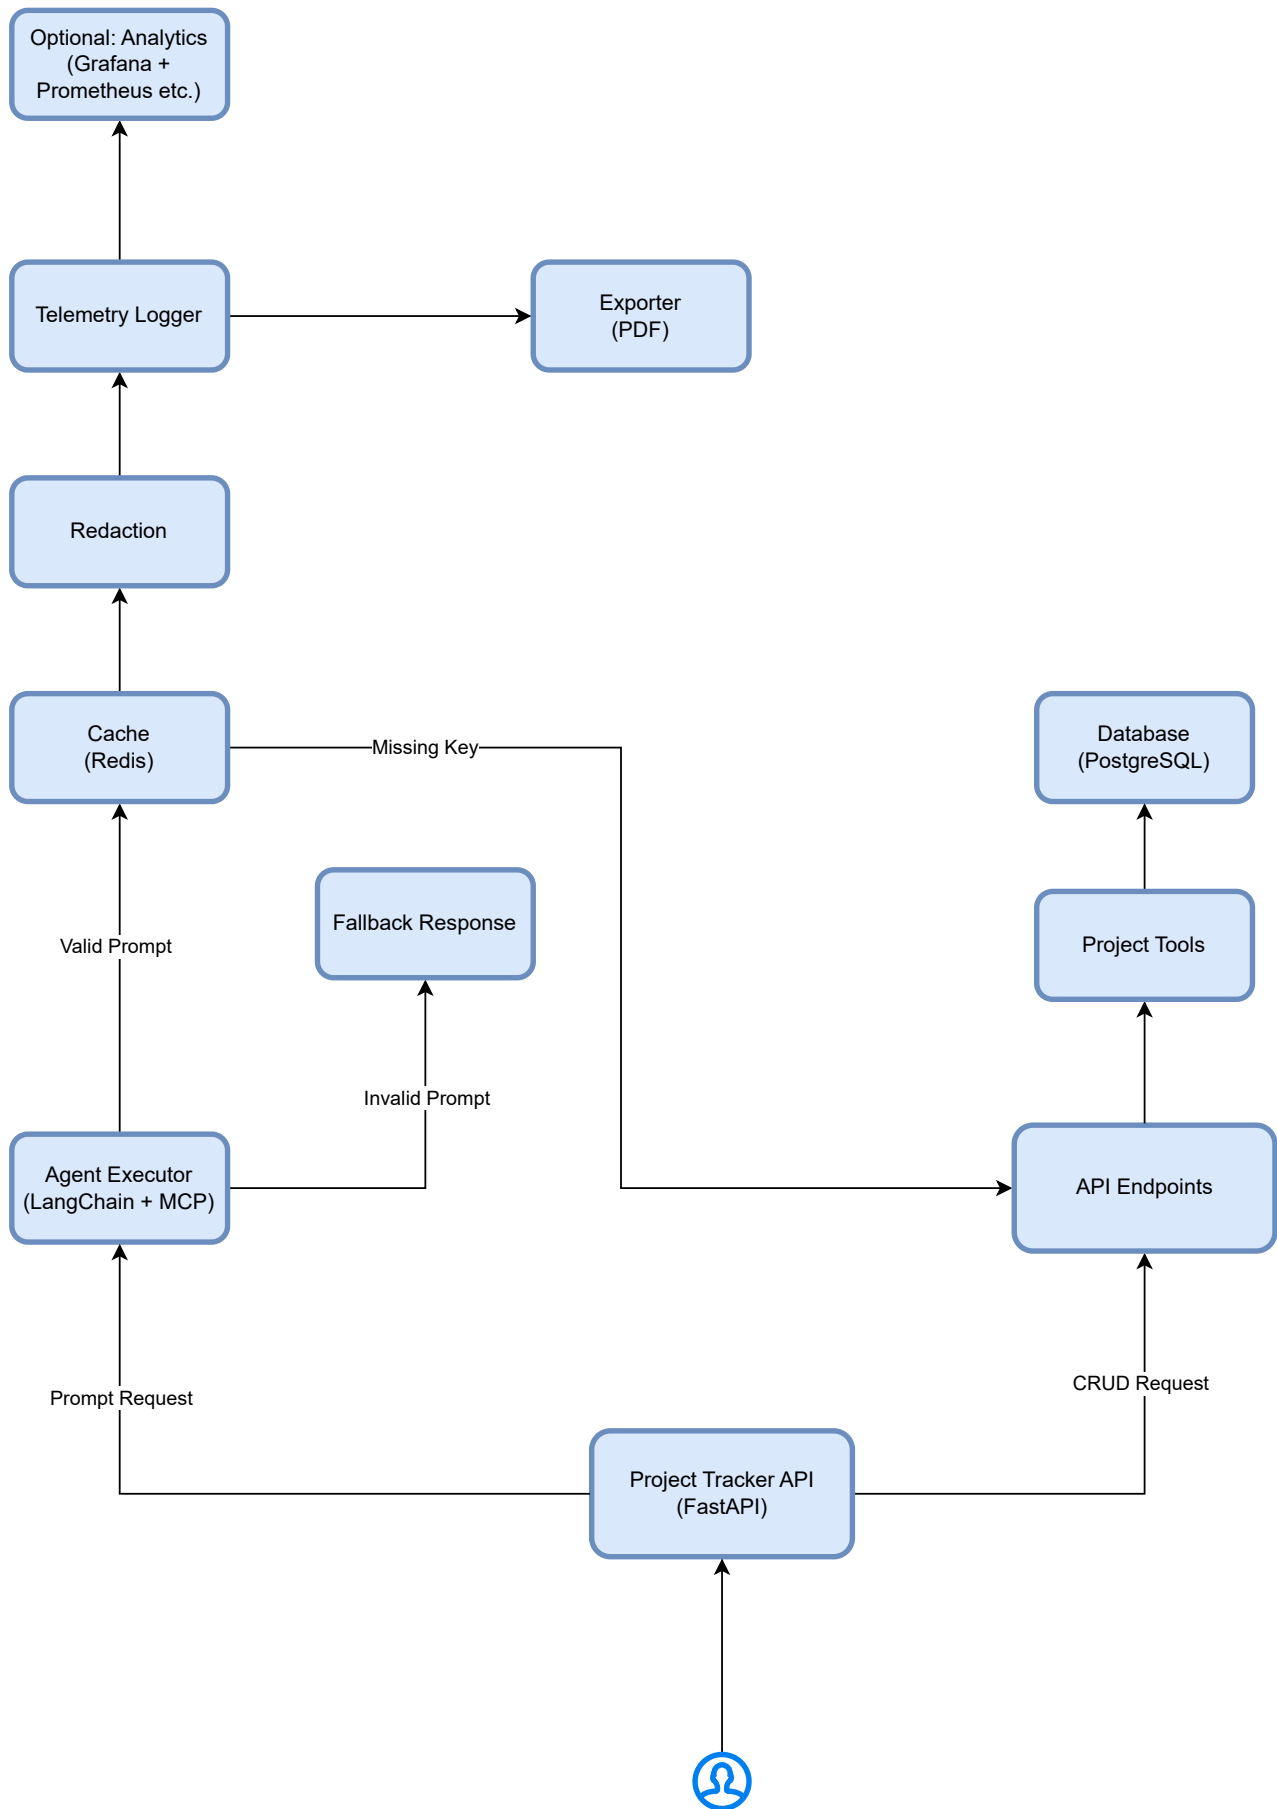 Optional: Analytics
(Grafana +
Prometheus etc.)
Telemetry Logger
Exporter
(PDF)
Redaction
Cache
(Redis)
Missing Key
Database
(PostgreSQL)
Fallback Response
Valid Prompt
Project Tools
Invalid Prompt
Agent Executor
(LangChain + MCP)
API Endpoints
Prompt Request
CRUD Request
Project Tracker API
(FastAPI)